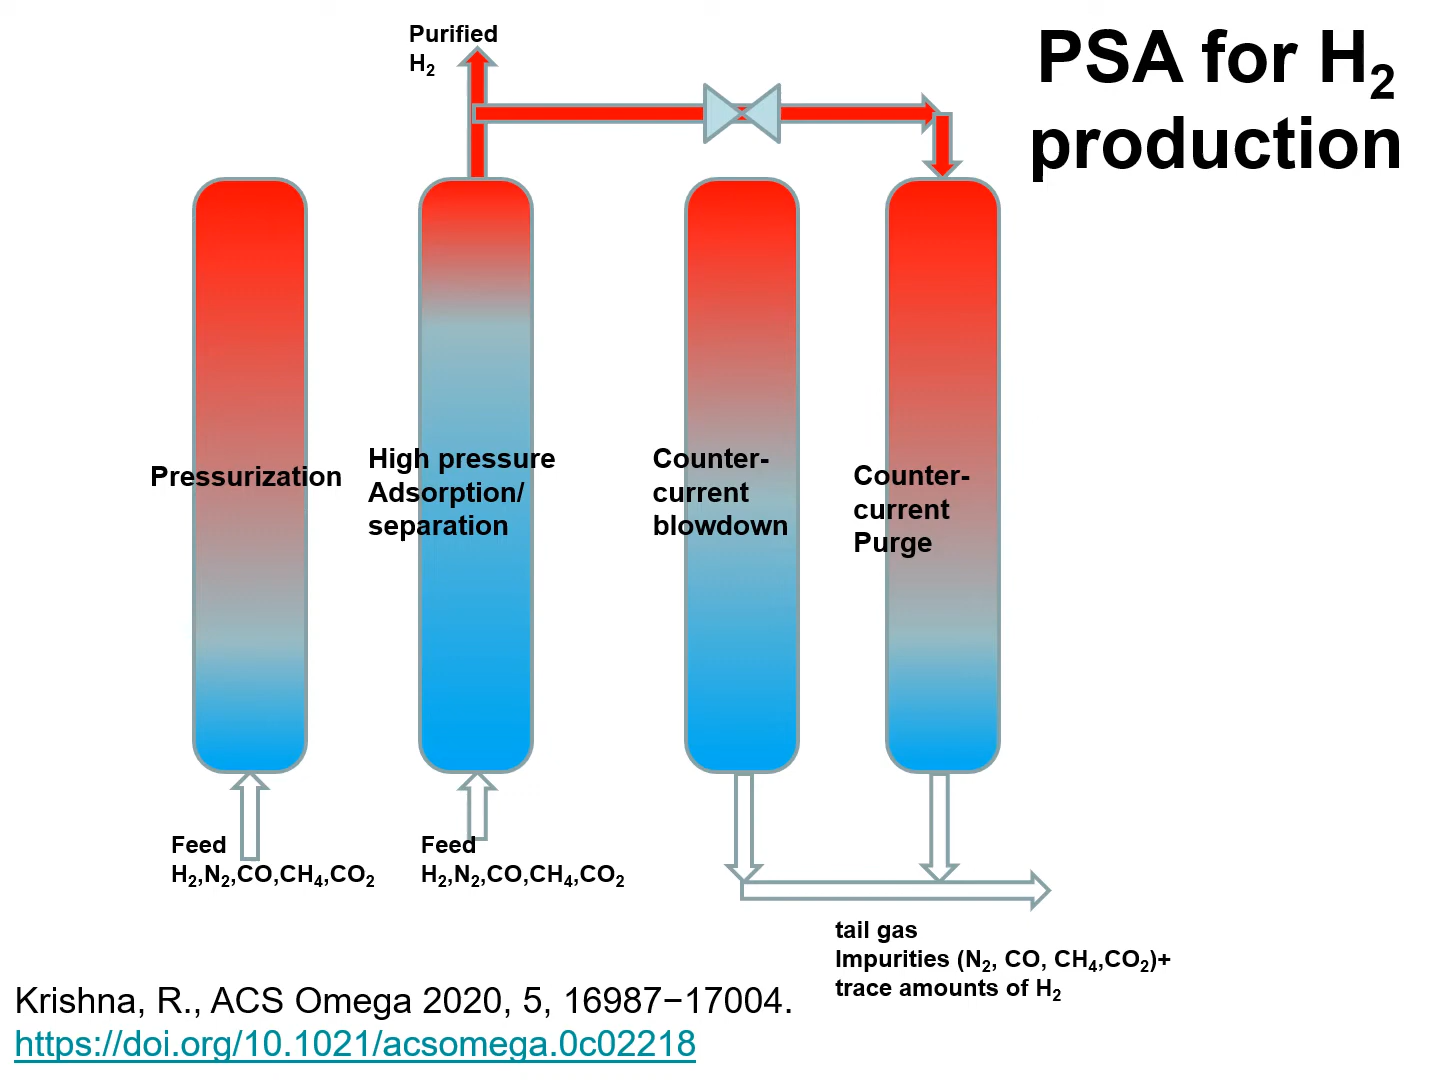 PSA for H₂
production
Purified
H₂
Pressurization
High pressure
Adsorption/
separation
Counter-
current
blowdown
Counter-
current
Purge
Feed
H₂,N₂,CO,CH₄,CO₂
Feed
H₂,N₂,CO,CH₄,CO₂
tail gas
Impurities (N₂, CO, CH₄,CO₂)+
trace amounts of H₂
Krishna, R., ACS Omega 2020, 5, 16987−17004.
https://doi.org/10.1021/acsomega.0c02218